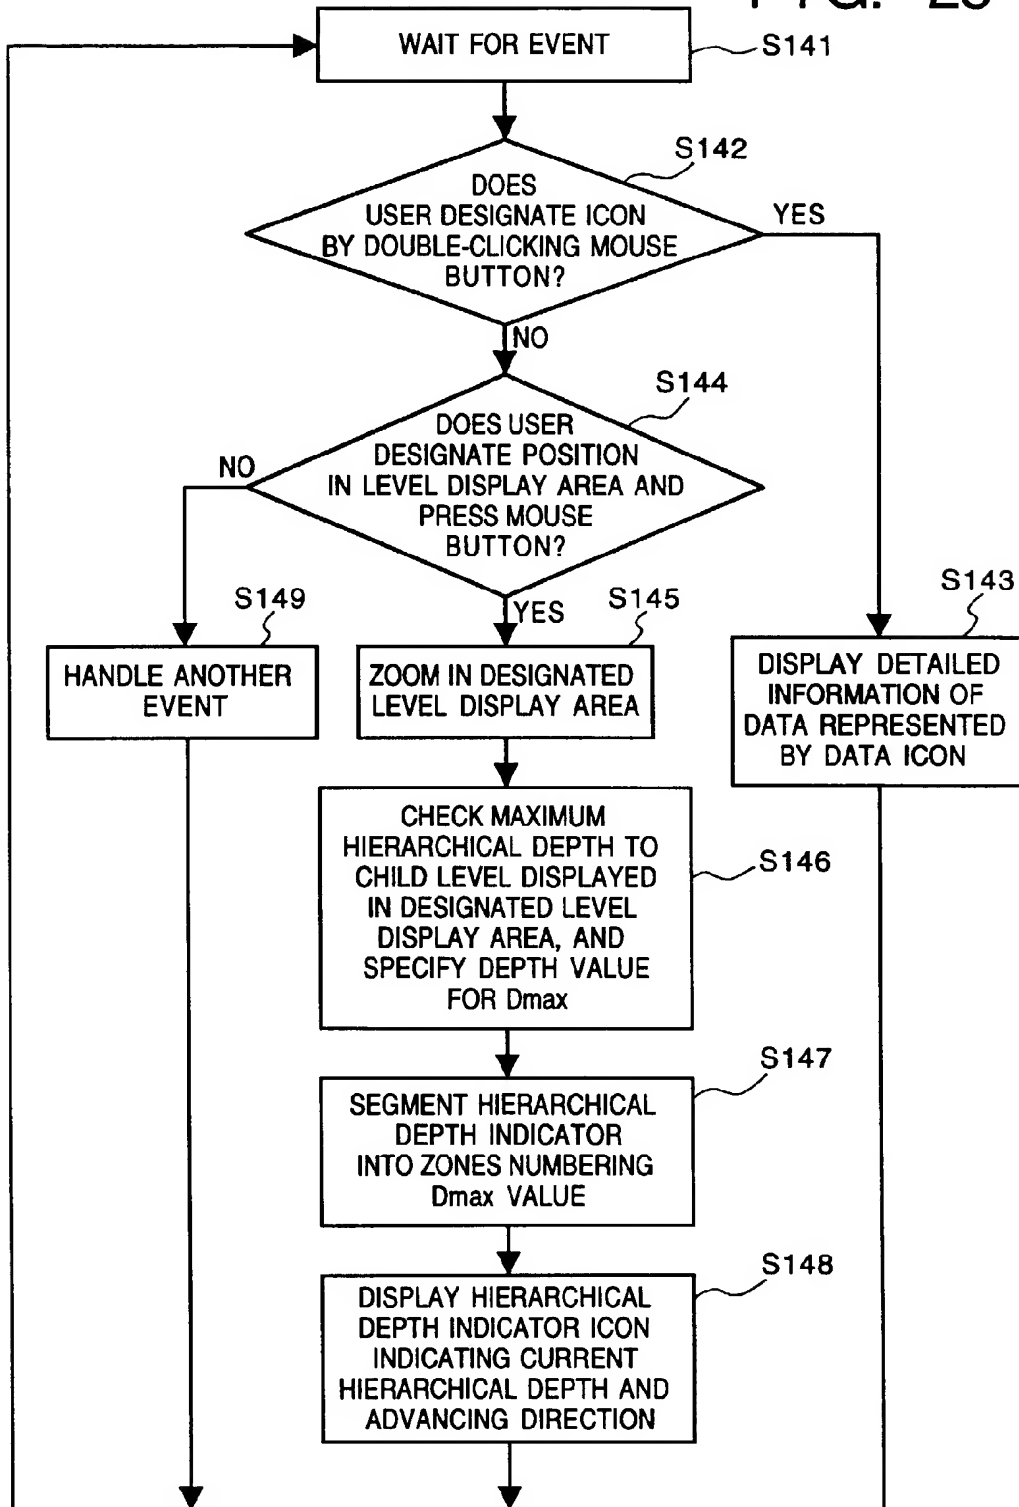 WAIT FOR EVENT
S141
S142
DOES
USER DESIGNATE ICON
BY DOUBLE-CLICKING MOUSE
BUTTON?
YES
NO
S144
DOES USER
DESIGNATE POSITION
IN LEVEL DISPLAY AREA AND
PRESS MOUSE
BUTTON?
NO
YES
S149
HANDLE ANOTHER
EVENT
S145
ZOOM IN DESIGNATED
LEVEL DISPLAY AREA
S143
DISPLAY DETAILED
INFORMATION OF
DATA REPRESENTED
BY DATA ICON
CHECK MAXIMUM
HIERARCHICAL DEPTH TO
CHILD LEVEL DISPLAYED
IN DESIGNATED LEVEL
DISPLAY AREA, AND
SPECIFY DEPTH VALUE
FOR Dmax
S146
S147
SEGMENT HIERARCHICAL
DEPTH INDICATOR
INTO ZONES NUMBERING
Dmax VALUE
S148
DISPLAY HIERARCHICAL
DEPTH INDICATOR ICON
INDICATING CURRENT
HIERARCHICAL DEPTH AND
ADVANCING DIRECTION